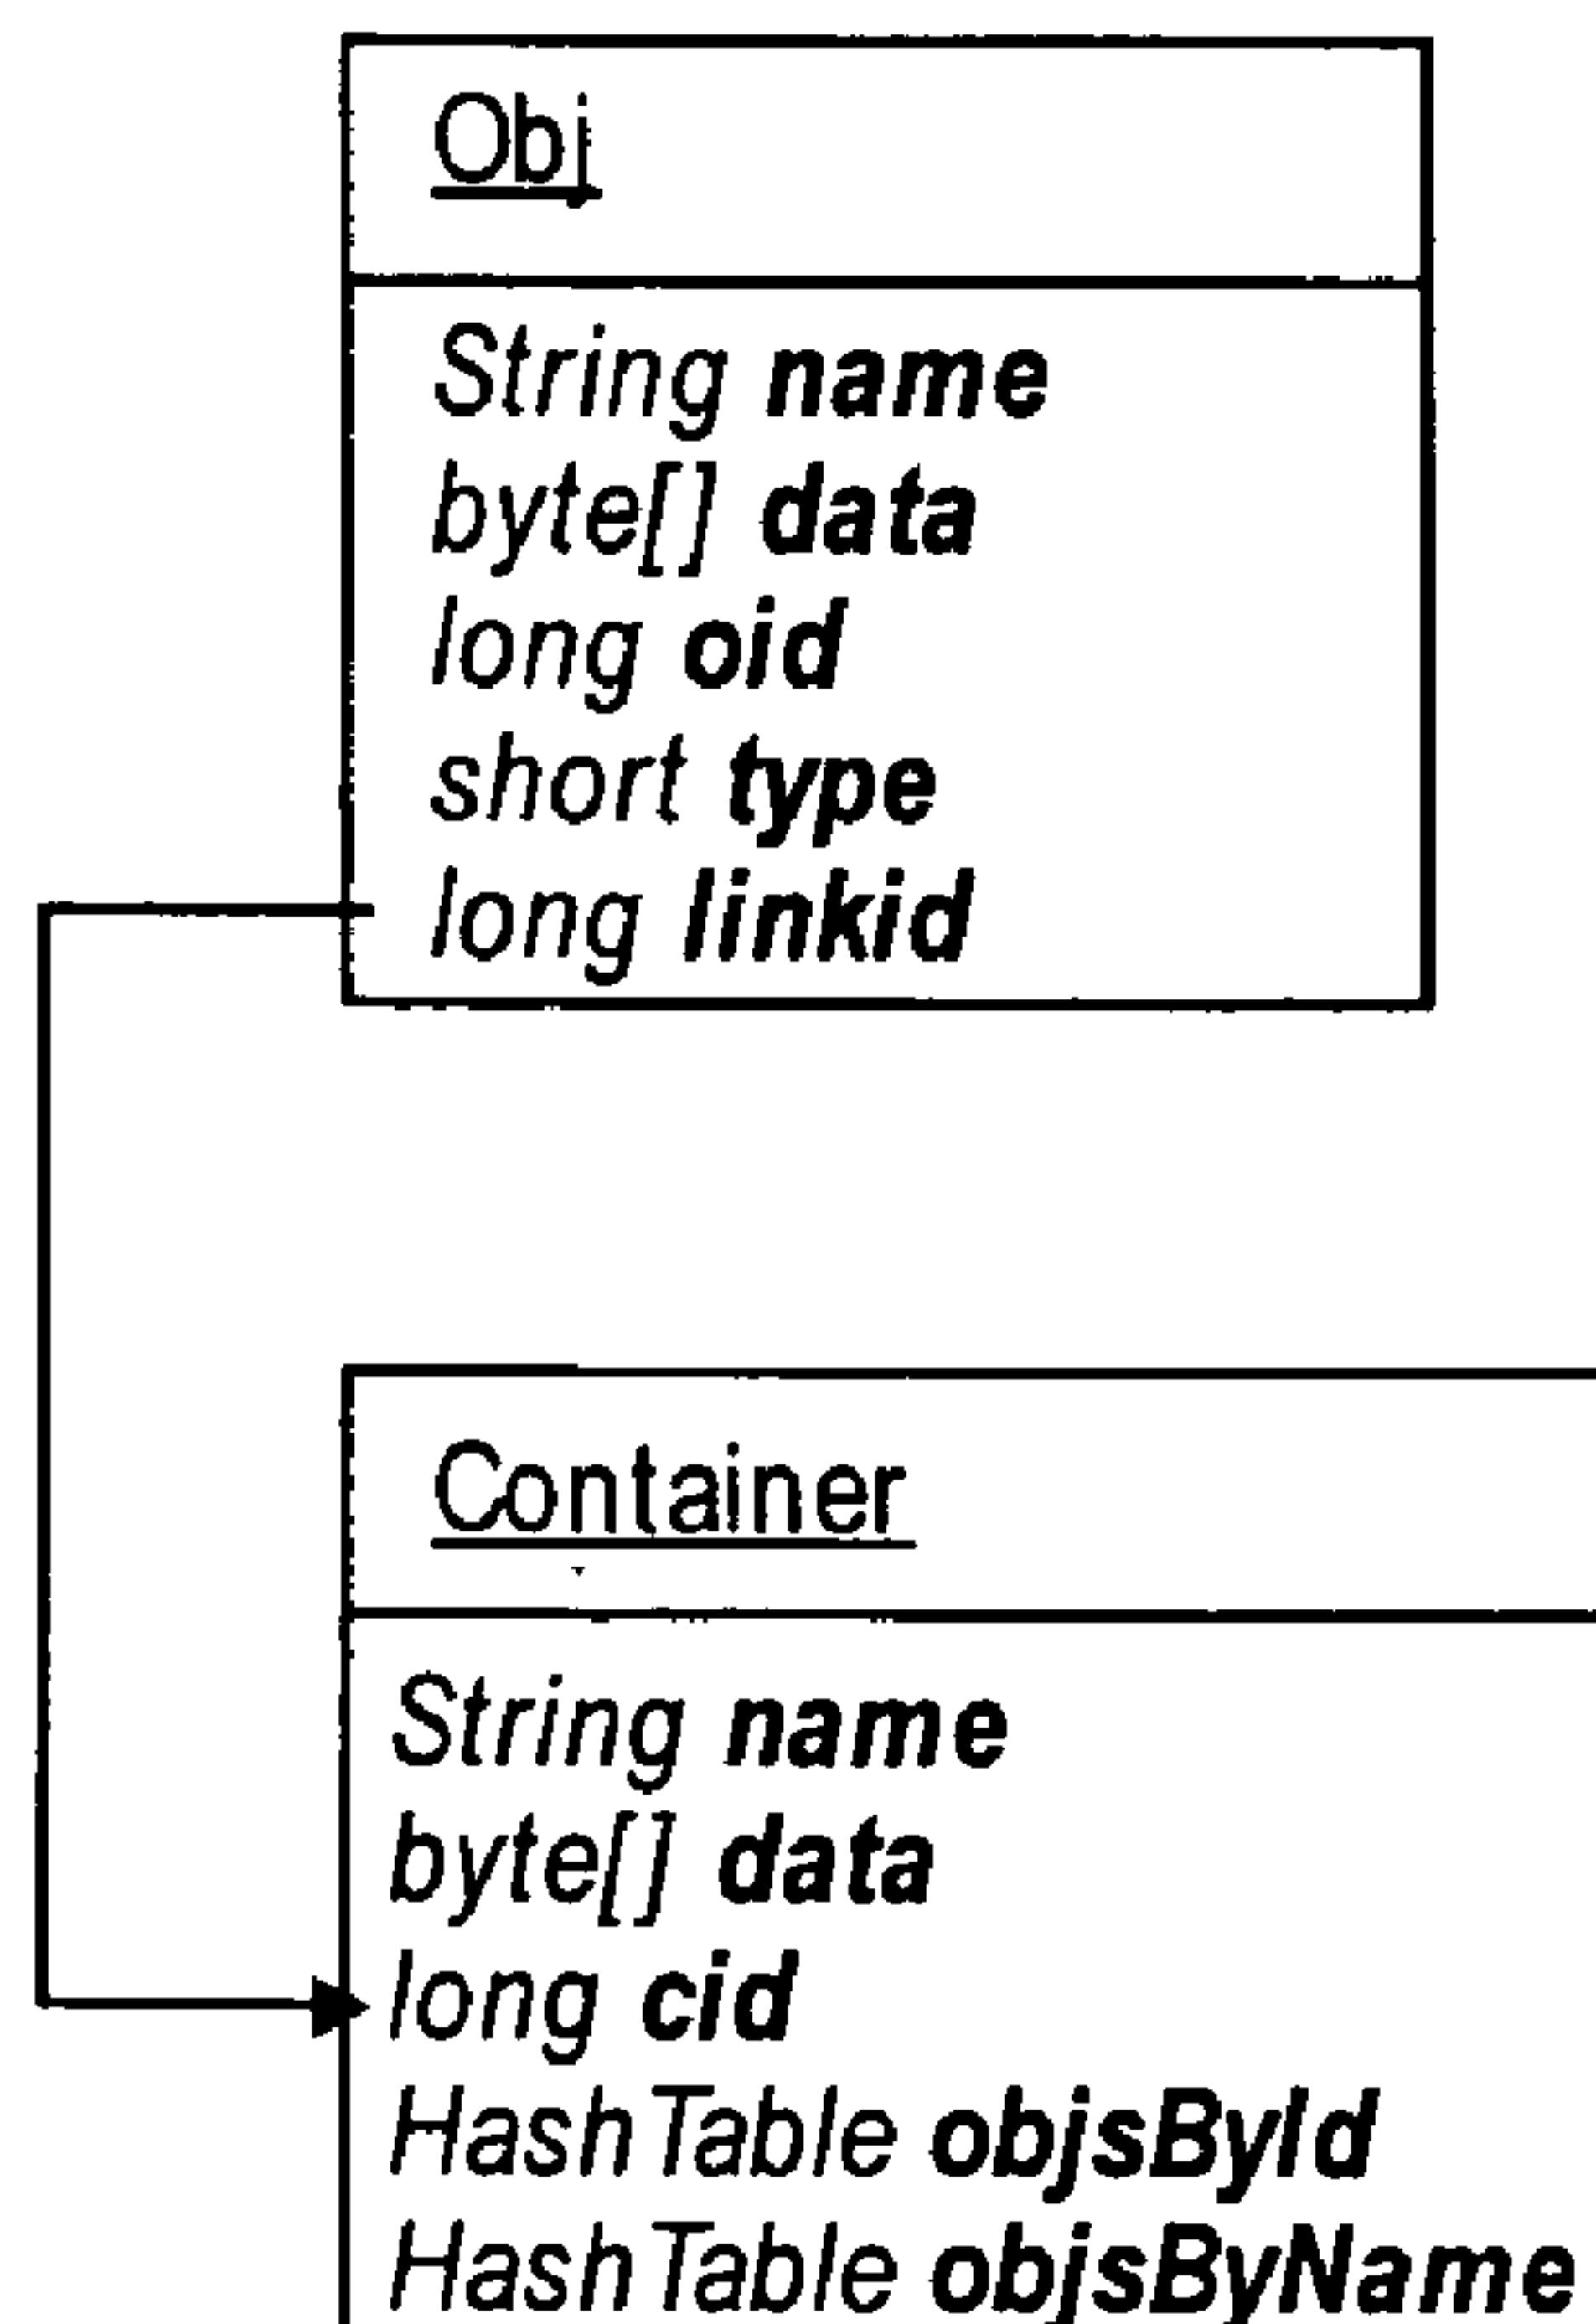 Obj
String name
byte[] data
long oid
short type
long linkid
Container
String name
byte[] data
long cid
HashTable objsById
HashTable objsByName